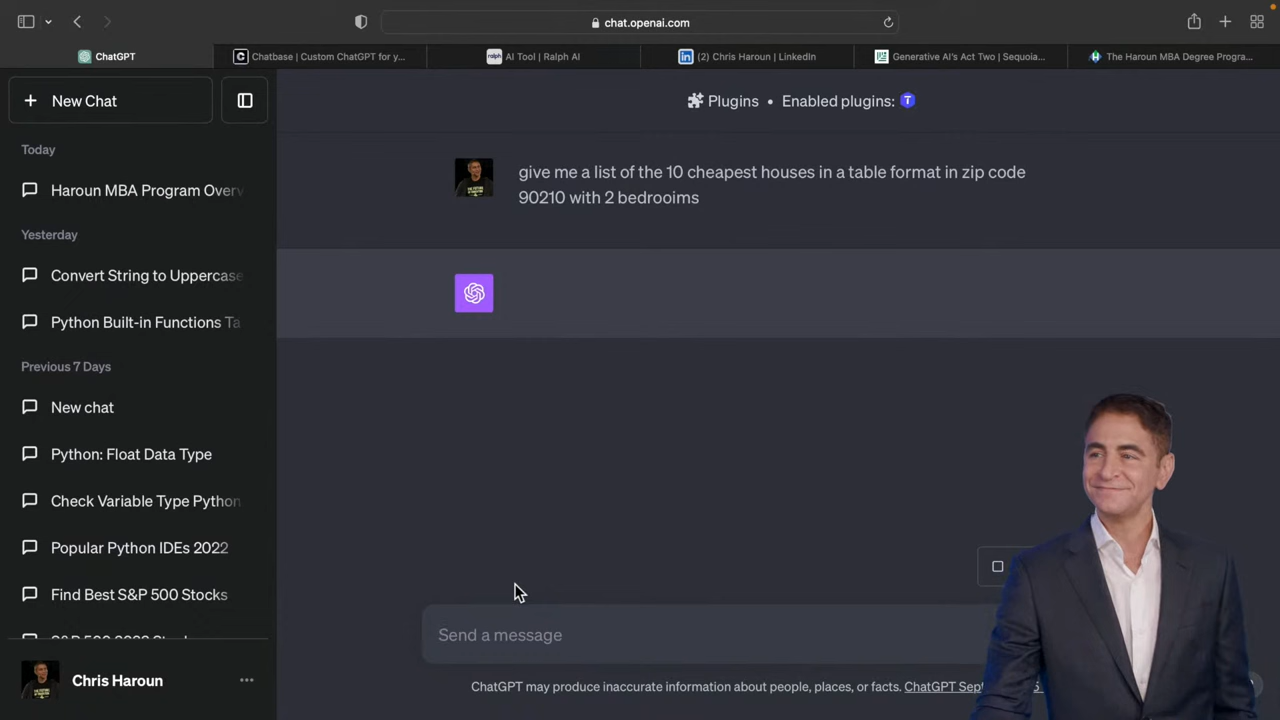 chat.openai.com
ChatGPT
Chatbase | Custom ChatGPT for y...
ralph AI Tool | Ralph AI
(2) Chris Haroun | LinkedIn
Generative AI's Act Two | Sequoia...
The Haroun MBA Degree Progra...
New Chat
Plugins • Enabled plugins: T
Today
Haroun MBA Program Overv
give me a list of the 10 cheapest houses in a table format in zip code
90210 with 2 bedrooims
Yesterday
Convert String to Uppercase
Python Built-in Functions Ta
Previous 7 Days
New chat
Python: Float Data Type
Check Variable Type Python
Popular Python IDEs 2022
Find Best S&P 500 Stocks
Send a message
Chris Haroun
ChatGPT may produce inaccurate information about people, places, or facts. ChatGPT Sep